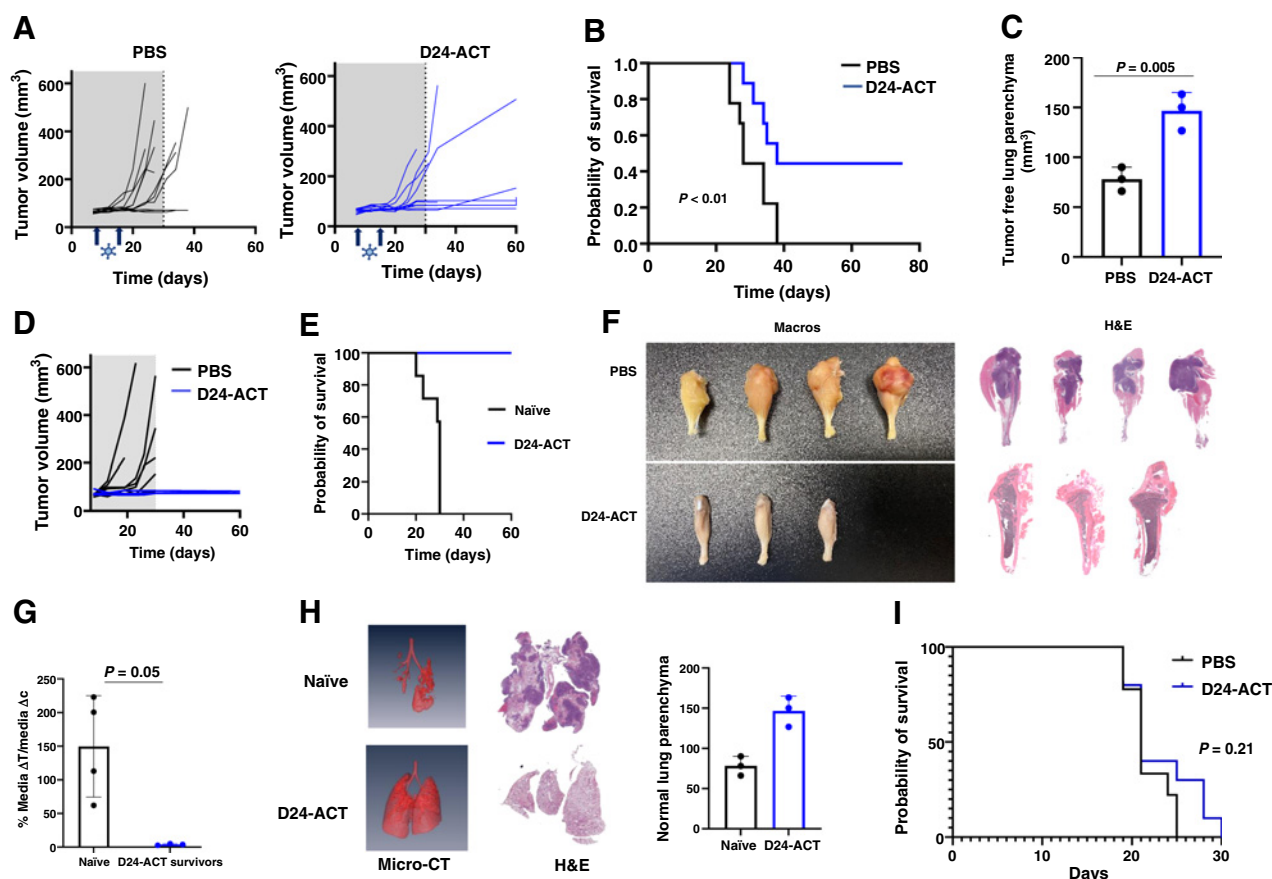 A
PBS
D24-ACT
Tumor volume (mm3)
600
400
200
0
0 20 40 60
Time (days)
Tumor volume (mm3)
600
400
200
0
0 20 40 60
Time (days)
B
Probability of survival
1.0
0.8
0.6
0.4
0.2
0.0
PBS
D24-ACT
P < 0.01
0 20 40 60 80
Time (days)
C
Tumor free lung parenchyma
(mm3)
200
150
100
50
0
P = 0.005
PBS D24-ACT
D
Tumor volume (mm3)
600
400
200
0
PBS
D24-ACT
20 40 60
Time (days)
E
Probability of survival
100
80
60
40
20
0
Naïve
D24-ACT
0 20 40 60
Time (days)
F
Macros H&E
PBS
D24-ACT
G
% Media ΔT/media Δc
250
200
150
100
50
0
P = 0.05
Naïve D24-ACT survivors
H
Naïve
D24-ACT
Micro-CT H&E
Normal lung parenchyma
200
150
100
50
0
Naïve D24-ACT
I
Probability of survival
100
50
0
PBS
D24-ACT
P = 0.21
0 10 20 30
Days